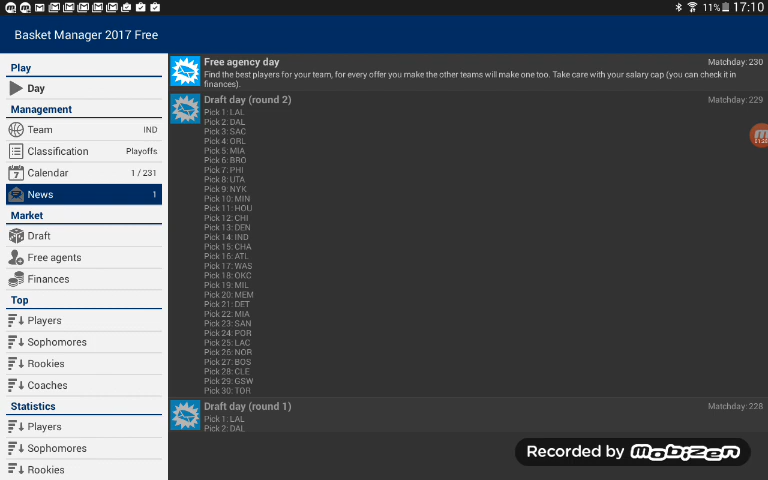 11% 17:10
Basket Manager 2017 Free
Play
Day
Management
Team IND
Classification Playoffs
Calendar 1 / 231
News 1
Market
Draft
Free agents
Finances
Top
Players
Sophomores
Rookies
Coaches
Statistics
Players
Sophomores
Rookies
Free agency day Matchday: 230
Find the best players for your team, for every offer you make the other teams will make one too. Take care with your salary cap (you can check it in
finances).
Draft day (round 2) Matchday: 229
Pick 1: LAL
Pick 2: DAL
Pick 3: SAC
Pick 4: ORL
Pick 5: MIA
Pick 6: BRO
Pick 7: PHI
Pick 8: UTA
Pick 9: NYK
Pick 10: MIN
Pick 11: HOU
Pick 12: CHI
Pick 13: DEN
Pick 14: IND
Pick 15: CHA
Pick 16: ATL
Pick 17: WAS
Pick 18: OKC
Pick 19: MIL
Pick 20: MEM
Pick 21: DET
Pick 22: MIA
Pick 23: SAN
Pick 24: POR
Pick 25: LAC
Pick 26: NOR
Pick 27: BOS
Pick 28: CLE
Pick 29: GSW
Pick 30: TOR
Draft day (round 1) Matchday: 228
Pick 1: LAL
Pick 2: DAL
Recorded by Mobizen